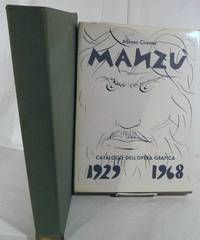 Alfonso Ciranna
MANZÙ
CATALOGO DELL'OPERA GRAFICA
1929 1968